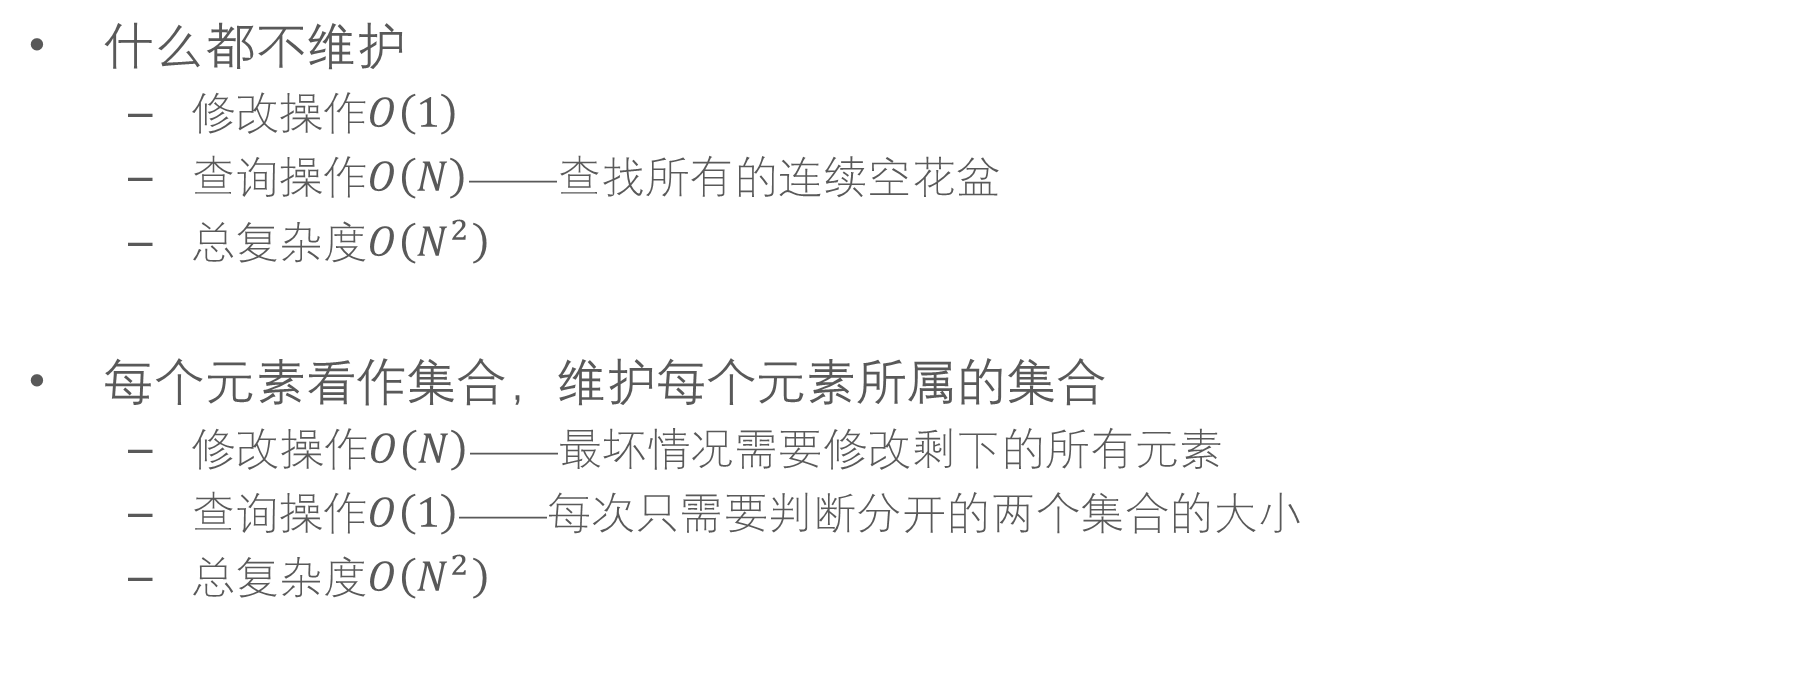 • 什么都不维护
– 修改操作O(1)
– 查询操作O(N)——查找所有的连续空花盆
– 总复杂度O(N²)
• 每个元素看作集合，维护每个元素所属的集合
– 修改操作O(N)——最坏情况需要修改剩下的所有元素
– 查询操作O(1)——每次只需要判断分开的两个集合的大小
– 总复杂度O(N²)